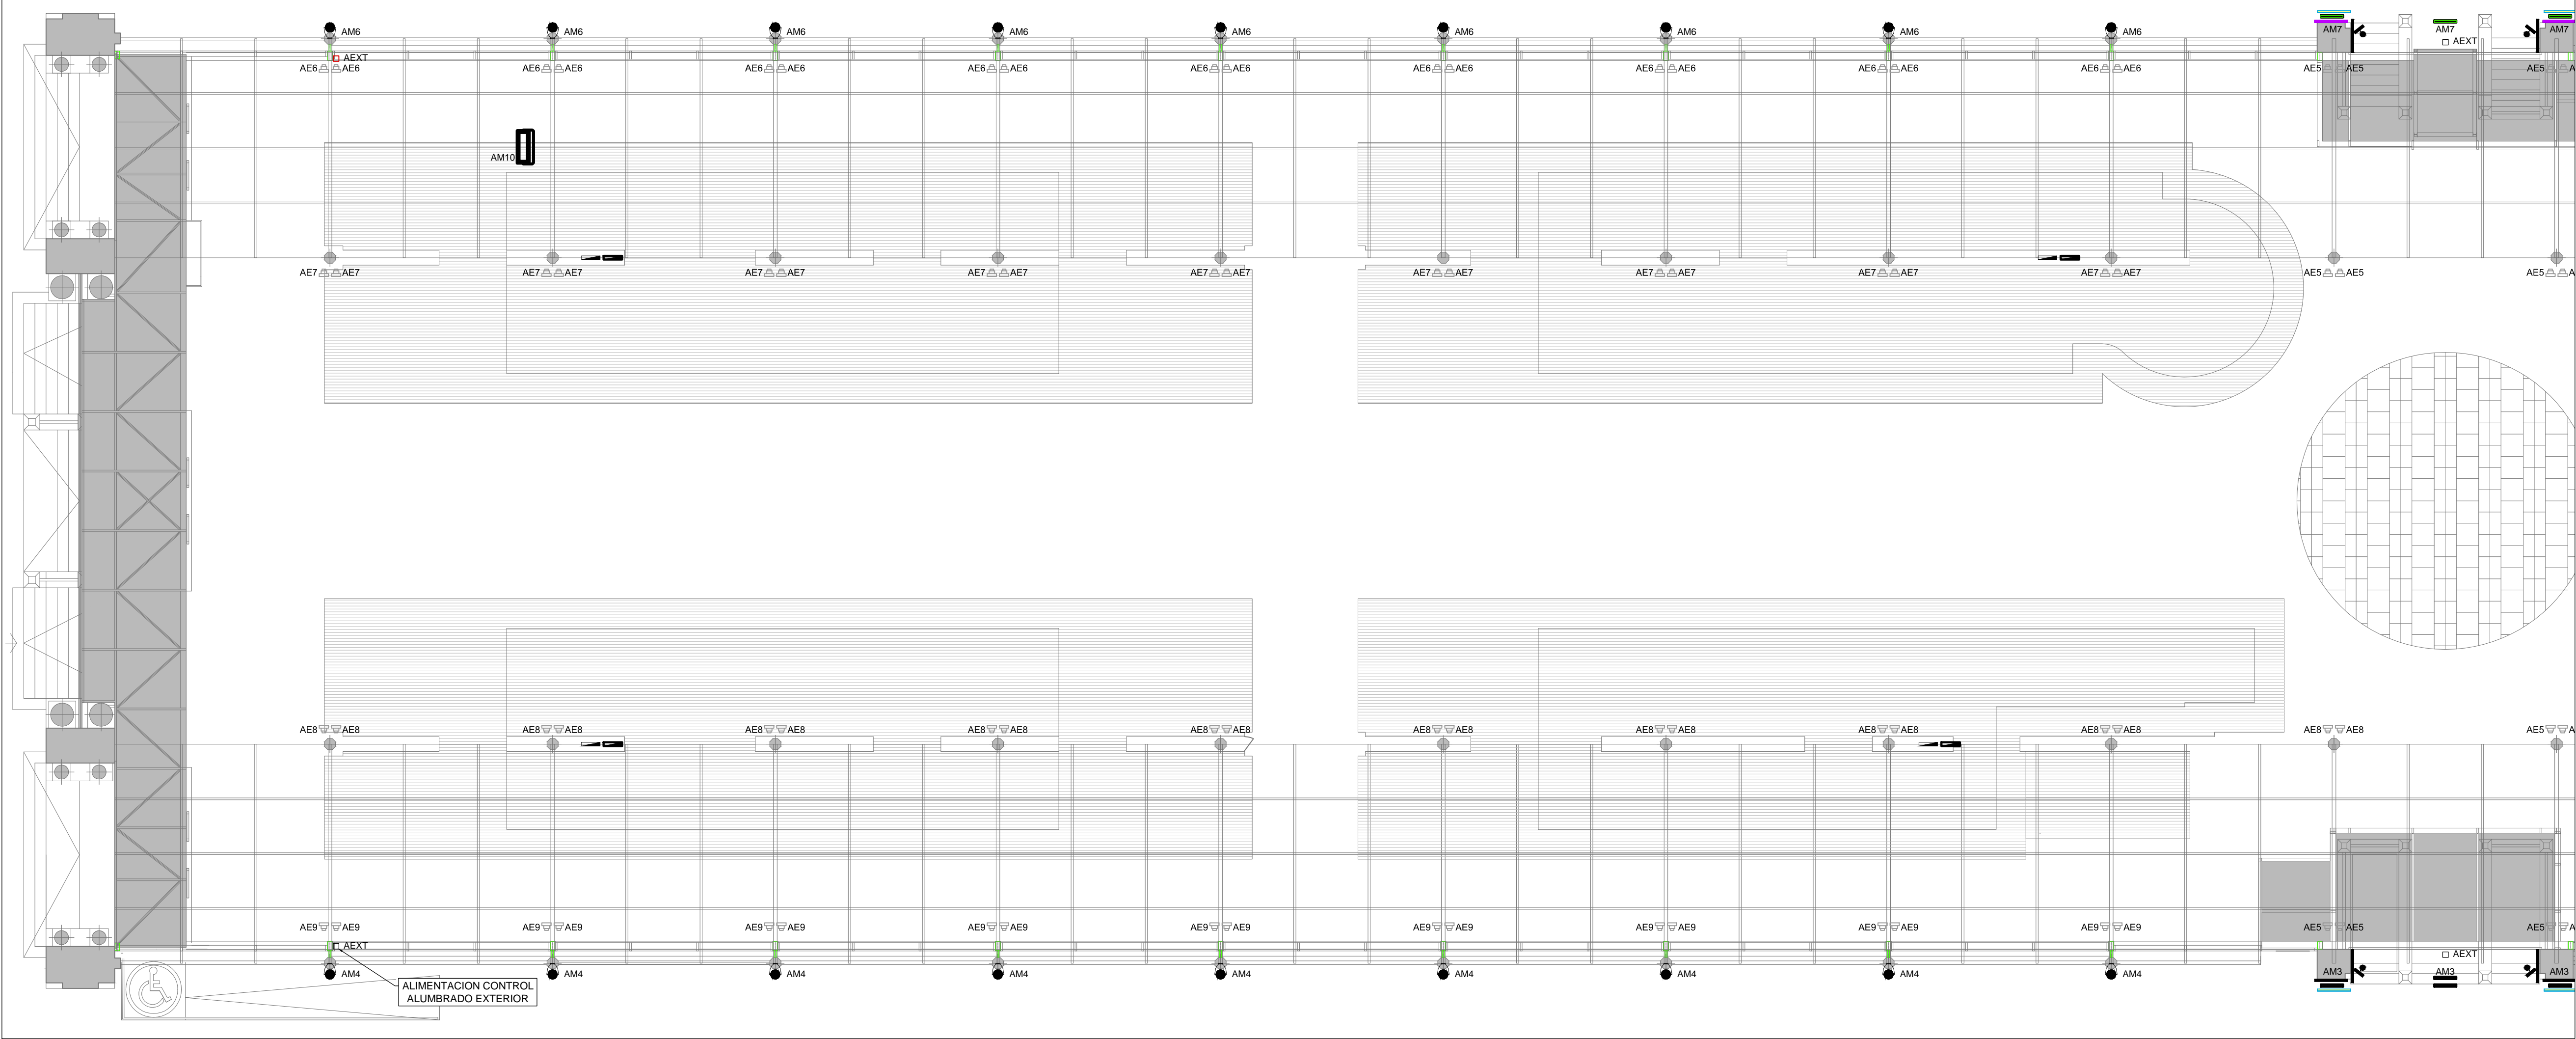 AM6 AM6 AM6 AM6 AM6 AM6 AM6 AM6 AM6 AM7 AM7 AM7
AEXT AEXT
AE6 AE6 AE6 AE6 AE6 AE6 AE6 AE6 AE6 AE6 AE6 AE6 AE6 AE6 AE6 AE6 AE6 AE6 AE5 AE5 AE5 A
AM10
AE7 AE7 AE7 AE7 AE7 AE7 AE7 AE7 AE7 AE7 AE7 AE7 AE7 AE7 AE7 AE7 AE7 AE7 AE5 AE5 AE5 A
AE8 AE8 AE8 AE8 AE8 AE8 AE8 AE8 AE8 AE8 AE8 AE8 AE8 AE8 AE8 AE8 AE8 AE8 AE8 AE8 AE5 A
AE9 AE9 AE9 AE9 AE9 AE9 AE9 AE9 AE9 AE9 AE9 AE9 AE9 AE9 AE9 AE9 AE9 AE9 AE5 AE5 AE5 A
AEXT AEXT
AM4 AM4 AM4 AM4 AM4 AM4 AM4 AM4 AM4 AM3 AM3 AM3
ALIMENTACION CONTROL
ALUMBRADO EXTERIOR